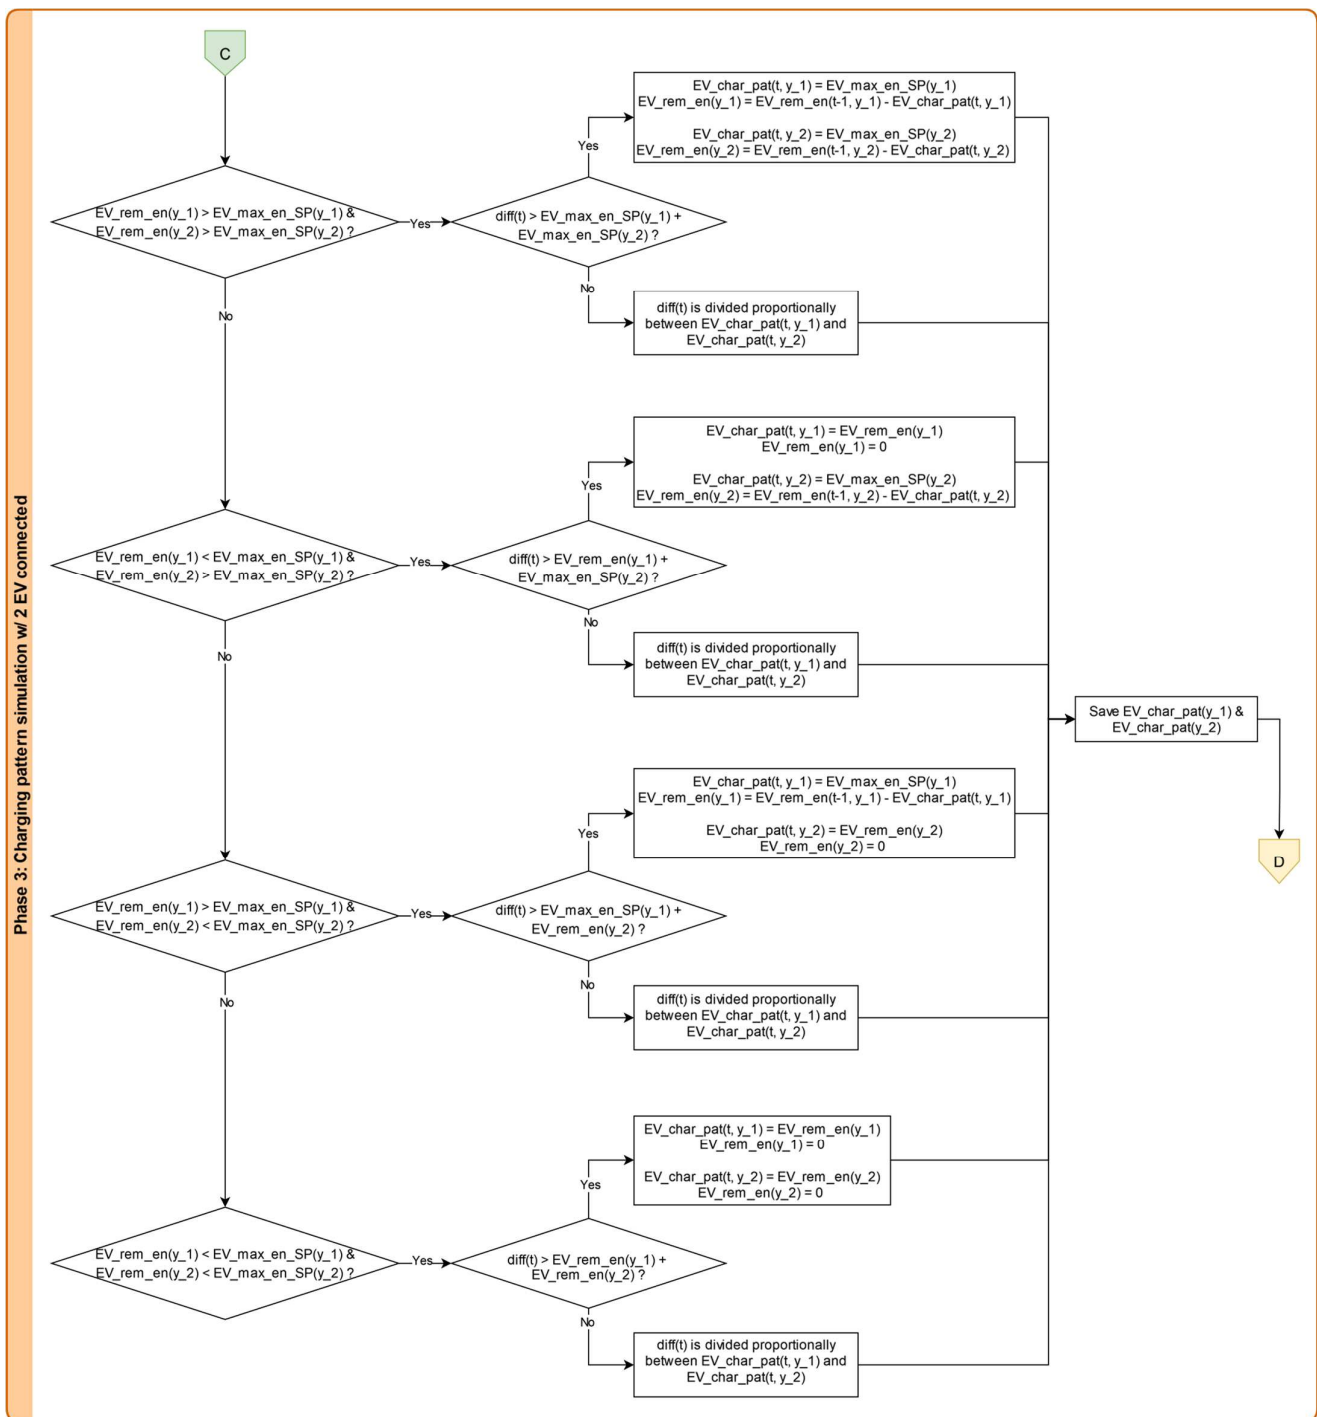 Phase 3: Charging pattern simulation w/ 2 EV connected
C
EV_char_pat(t, y_1) = EV_max_en_SP(y_1)
EV_rem_en(y_1) = EV_rem_en(t-1, y_1) - EV_char_pat(t, y_1)
EV_char_pat(t, y_2) = EV_max_en_SP(y_2)
EV_rem_en(y_2) = EV_rem_en(t-1, y_2) - EV_char_pat(t, y_2)
Yes
EV_rem_en(y_1) > EV_max_en_SP(y_1) &
EV_rem_en(y_2) > EV_max_en_SP(y_2) ?
Yes
diff(t) > EV_max_en_SP(y_1) +
EV_max_en_SP(y_2) ?
No
No
diff(t) is divided proportionally
between EV_char_pat(t, y_1) and
EV_char_pat(t, y_2)
EV_char_pat(t, y_1) = EV_rem_en(y_1)
EV_rem_en(y_1) = 0
EV_char_pat(t, y_2) = EV_max_en_SP(y_2)
EV_rem_en(y_2) = EV_rem_en(t-1, y_2) - EV_char_pat(t, y_2)
Yes
EV_rem_en(y_1) < EV_max_en_SP(y_1) &
EV_rem_en(y_2) > EV_max_en_SP(y_2) ?
Yes
diff(t) > EV_rem_en(y_1) +
EV_max_en_SP(y_2) ?
No
No
diff(t) is divided proportionally
between EV_char_pat(t, y_1) and
EV_char_pat(t, y_2)
Save EV_char_pat(y_1) &
EV_char_pat(y_2)
EV_char_pat(t, y_1) = EV_max_en_SP(y_1)
EV_rem_en(y_1) = EV_rem_en(t-1, y_1) - EV_char_pat(t, y_1)
EV_char_pat(t, y_2) = EV_rem_en(y_2)
EV_rem_en(y_2) = 0
Yes
D
EV_rem_en(y_1) > EV_max_en_SP(y_1) &
EV_rem_en(y_2) < EV_max_en_SP(y_2) ?
Yes
diff(t) > EV_max_en_SP(y_1) +
EV_rem_en(y_2) ?
No
No
diff(t) is divided proportionally
between EV_char_pat(t, y_1) and
EV_char_pat(t, y_2)
EV_char_pat(t, y_1) = EV_rem_en(y_1)
EV_rem_en(y_1) = 0
EV_char_pat(t, y_2) = EV_rem_en(y_2)
EV_rem_en(y_2) = 0
Yes
EV_rem_en(y_1) < EV_max_en_SP(y_1) &
EV_rem_en(y_2) < EV_max_en_SP(y_2) ?
Yes
diff(t) > EV_rem_en(y_1) +
EV_rem_en(y_2) ?
No
diff(t) is divided proportionally
between EV_char_pat(t, y_1) and
EV_char_pat(t, y_2)